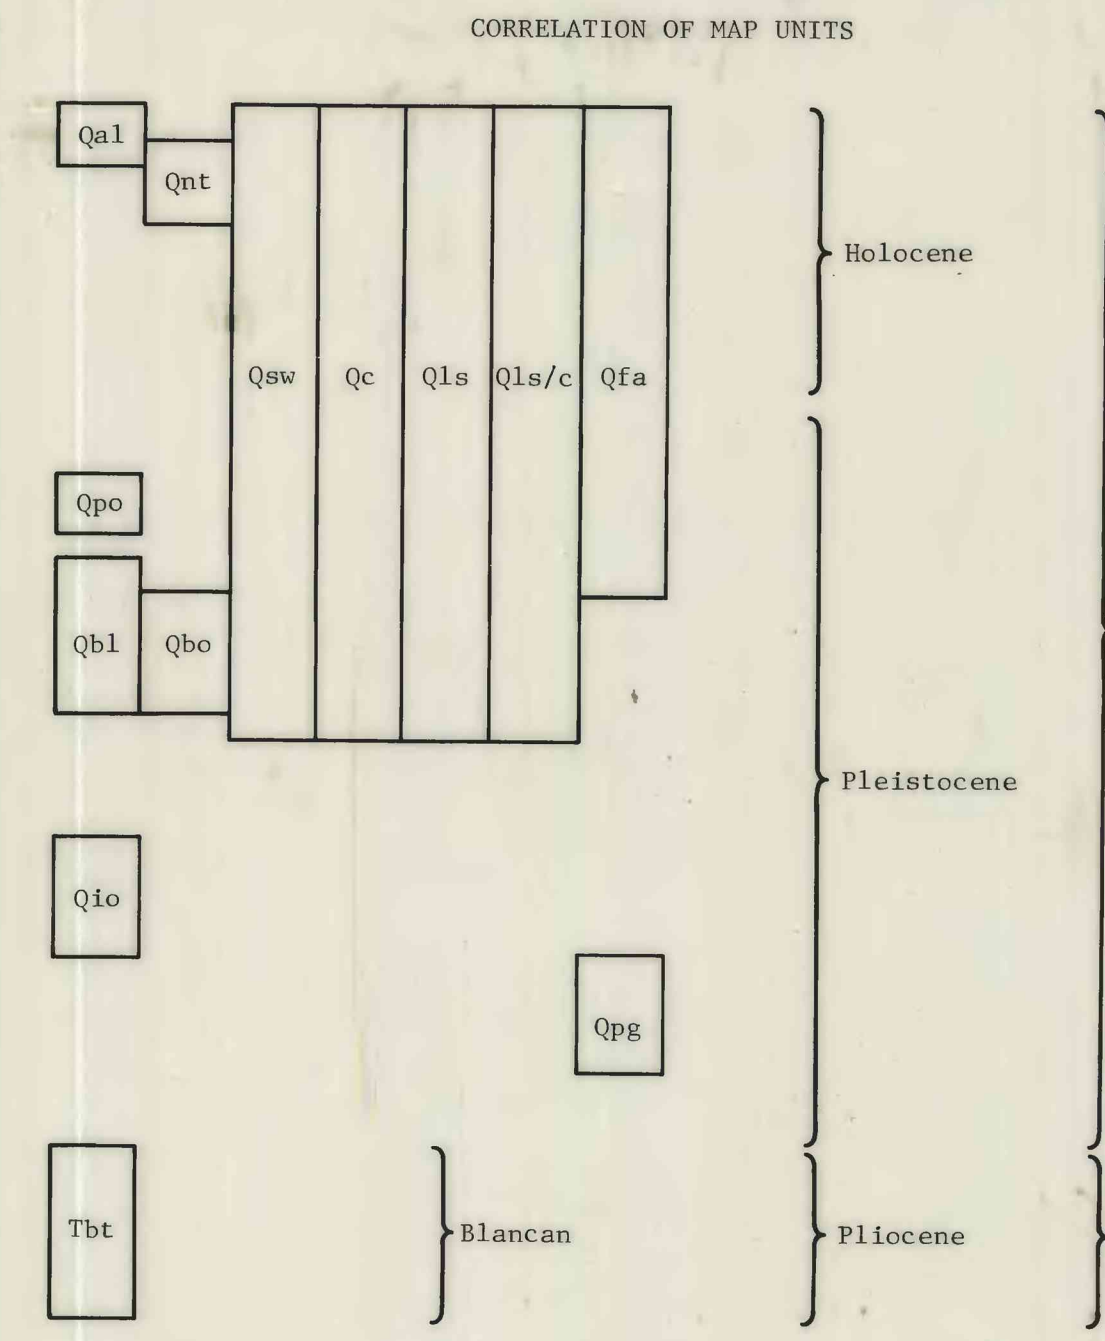 CORRELATION OF MAP UNITS
Qal
Qnt
Holocene
Qsw
Qc
Qls
Qls/c
Qfa
Qpo
Qbl
Qbo
Pleistocene
Qio
Qpg
Tbt
Blancan
Pliocene